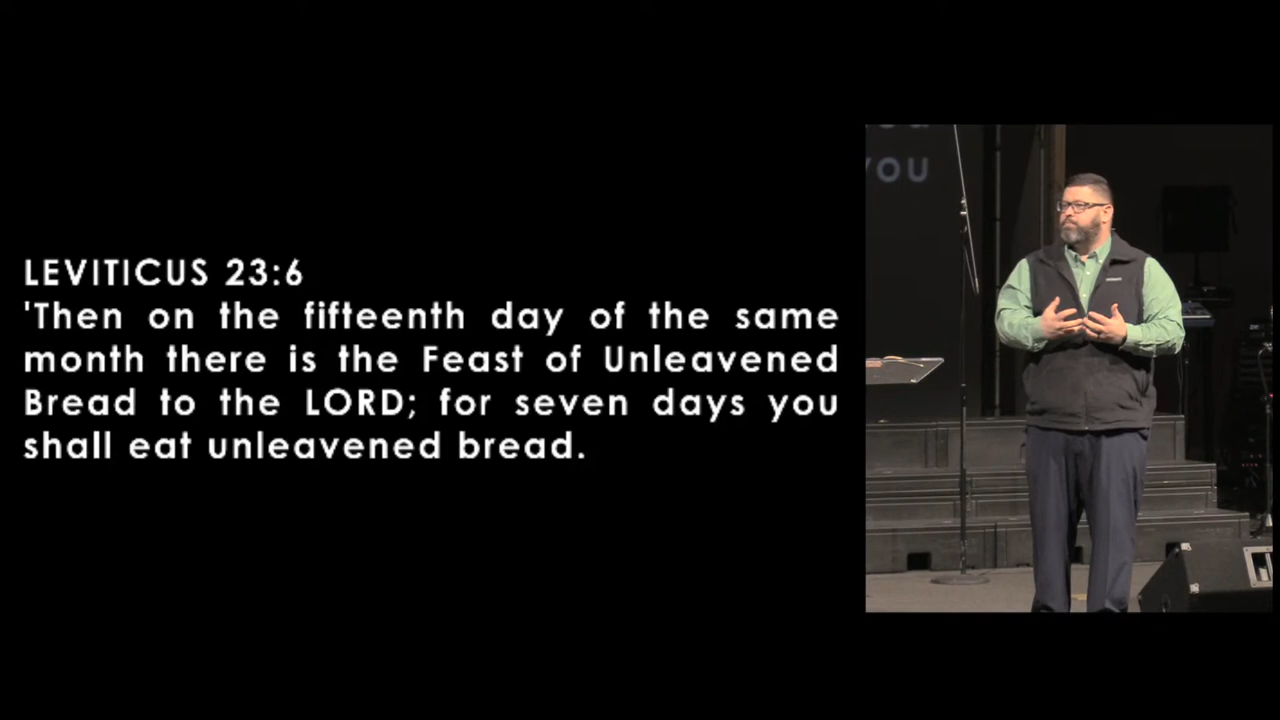 LEVITICUS 23:6
'Then on the fifteenth day of the same
month there is the Feast of Unleavened
Bread to the LORD; for seven days you
shall eat unleavened bread.
YOU